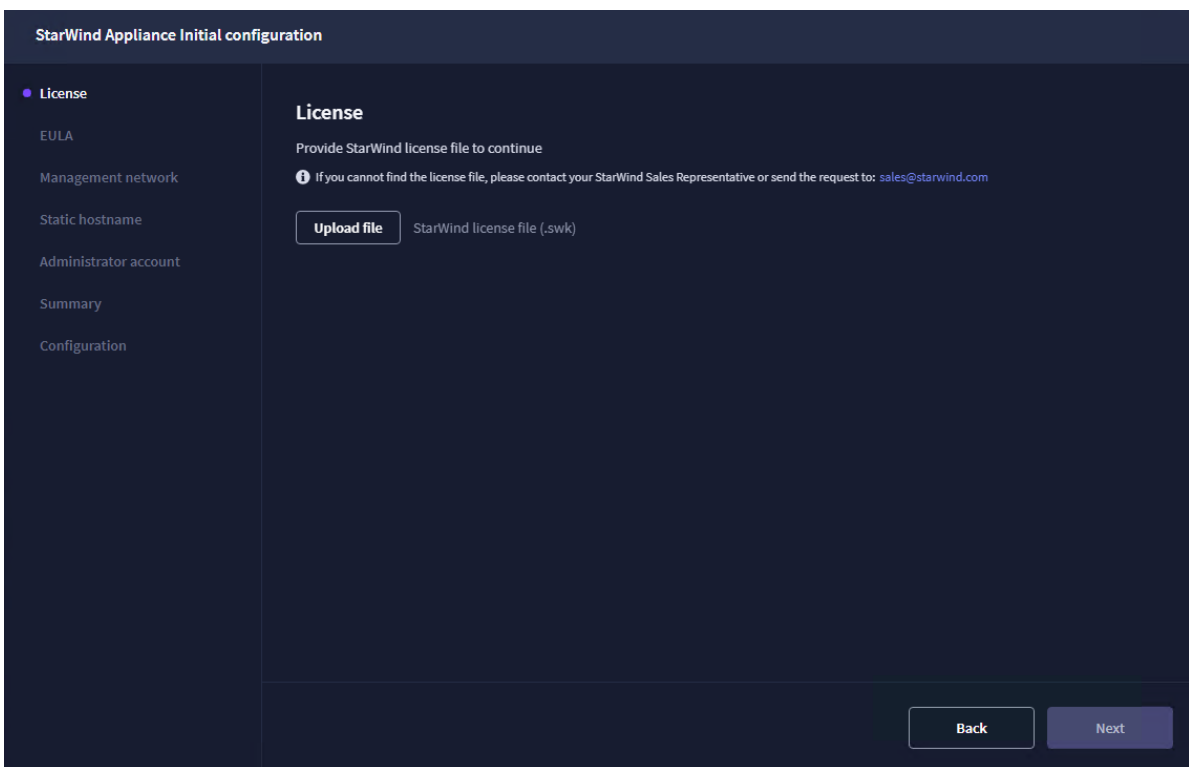 StarWind Appliance Initial configuration
License
EULA
Management network
Static hostname
Administrator account
Summary
Configuration
License
Provide StarWind license file to continue
If you cannot find the license file, please contact your StarWind Sales Representative or send the request to: sales@starwind.com
Upload file StarWind license file (.swk)
Back Next